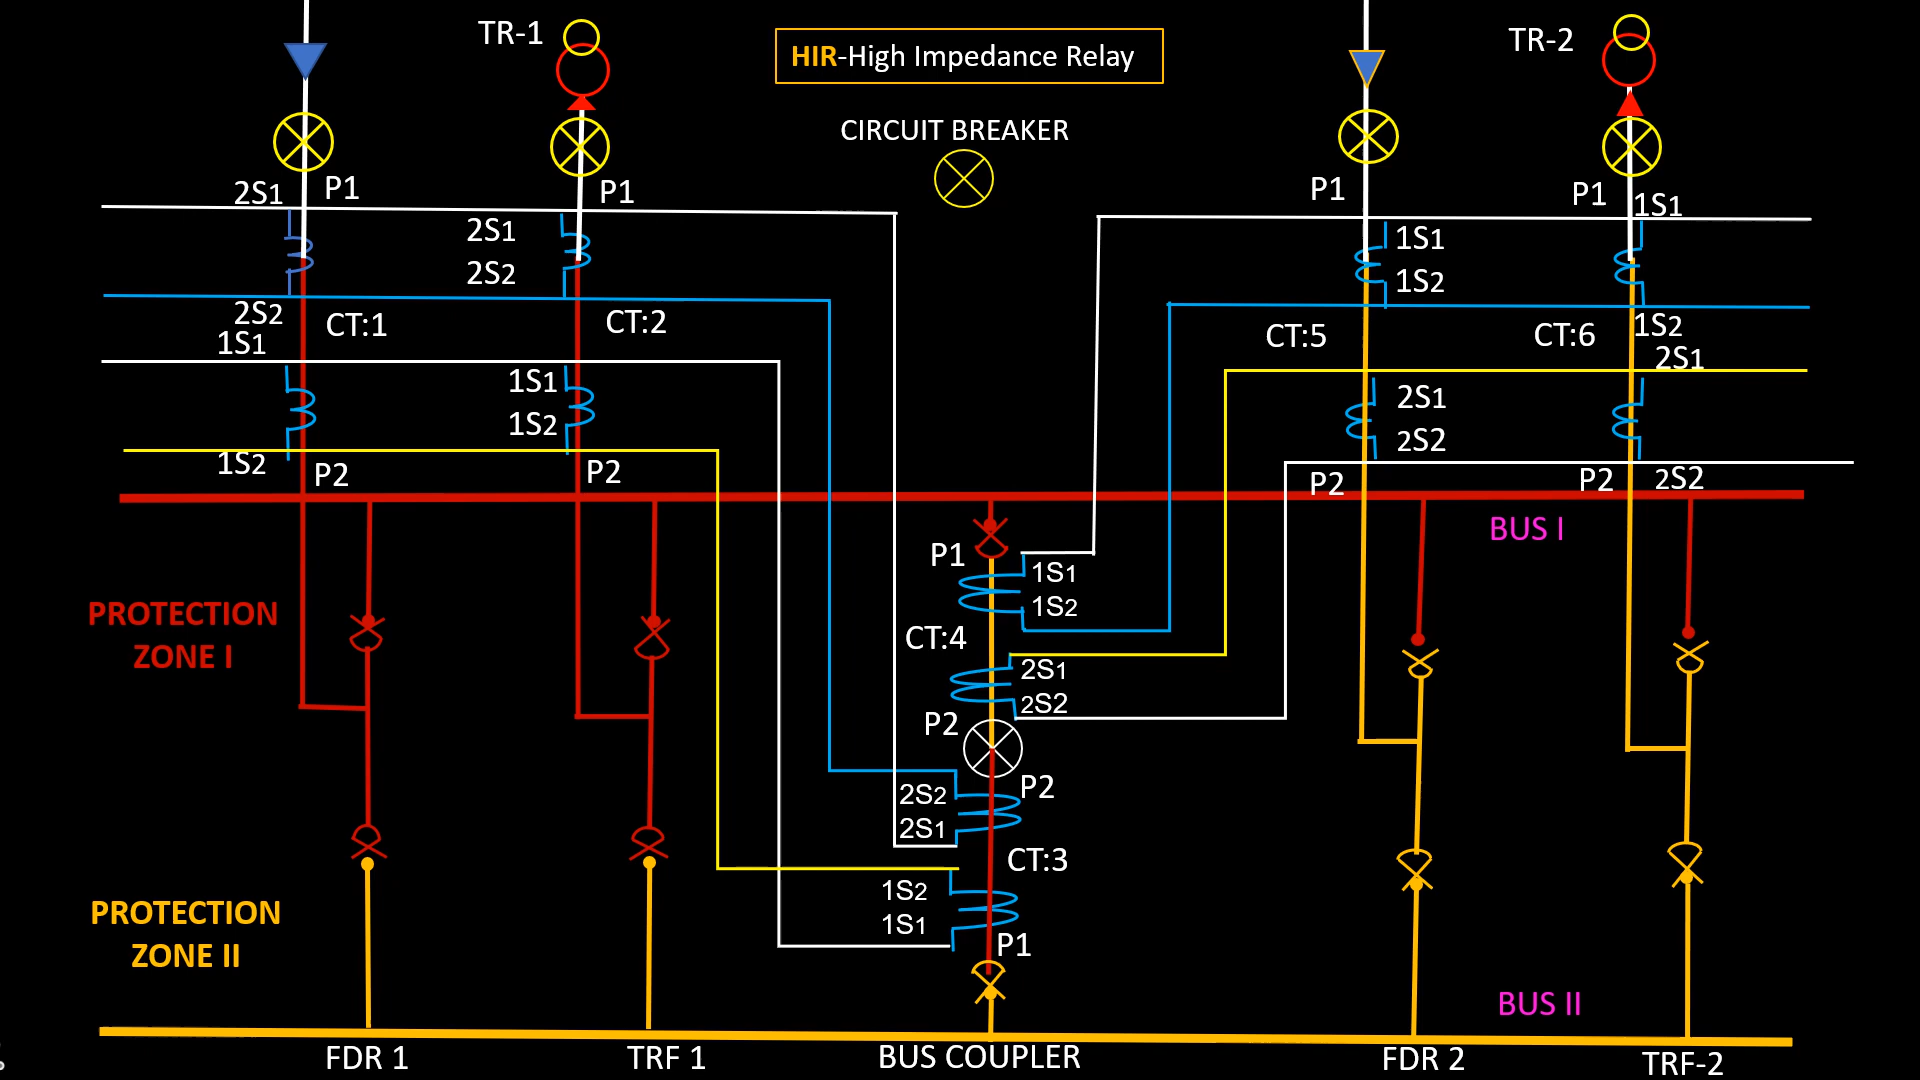 TR-1
HIR-High Impedance Relay
TR-2
CIRCUIT BREAKER
2S1
P1
P1
P1
P1
1S1
2S1
2S2
1S1
1S2
2S2
CT:1
CT:2
CT:5
CT:6
1S2
1S1
2S1
1S1
1S2
2S1
2S2
1S2
P2
P2
P2
P2
2S2
BUS I
P1
1S1
1S2
PROTECTION
ZONE I
CT:4
2S1
2S2
P2
P2
2S2
2S1
CT:3
1S2
1S1
P1
PROTECTION
ZONE II
BUS II
FDR 1
TRF 1
BUS COUPLER
FDR 2
TRF-2